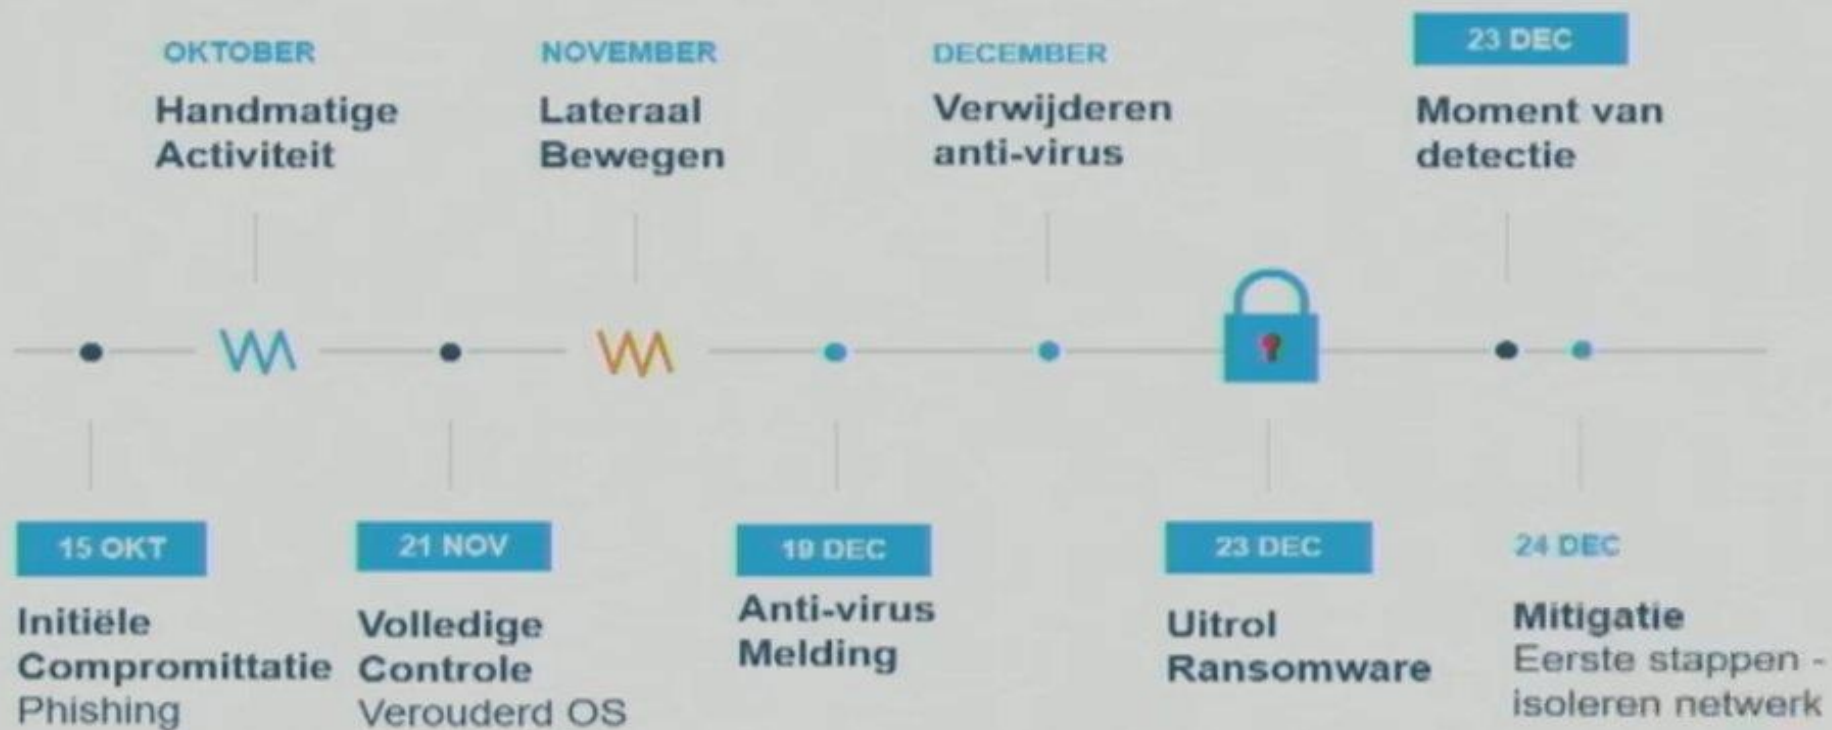 OKTOBER
Handmatige
Activiteit
NOVEMBER
Lateraal
Bewegen
DECEMBER
Verwijderen
anti-virus
23 DEC
Moment van
detectie
15 OKT
Initiële
Compromittatie
Phishing
21 NOV
Volledige
Controle
Verouderd OS
19 DEC
Anti-virus
Melding
23 DEC
Uitrol
Ransomware
24 DEC
Mitigatie
Eerste stappen -
isoleren netwerk